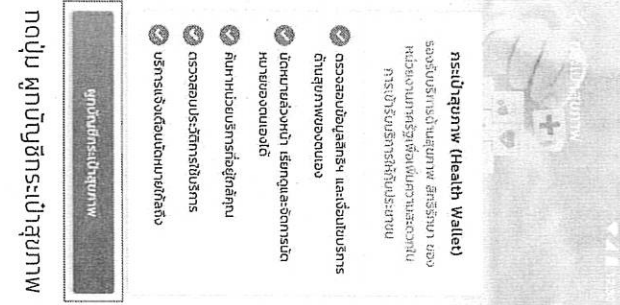 กระเป๋าสุขภาพ (Health Wallet)
รองรับบริการด้านสุขภาพ สิทธิรักษา ของ
หน่วยงานภาครัฐเพื่อเพิ่มความสะดวกใน
การเข้ารับบริการให้กับประชาชน
ตรวจสอบข้อมูลสิทธิฯ และเงื่อนไขบริการ
ด้านสุขภาพของตนเอง
นัดหมายล่วงหน้า เรียกดูและจัดการนัด
หมายของตนเองได้
ค้นหาหน่วยบริการที่อยู่ใกล้คุณ
ตรวจสอบประวัติการใช้บริการ
บริการแจ้งเตือนนัดหมายใกล้ถึง
ผูกบัญชีกระเป๋าสุขภาพ
กดปุ่ม ผูกบัญชีกระเป๋าสุขภาพ